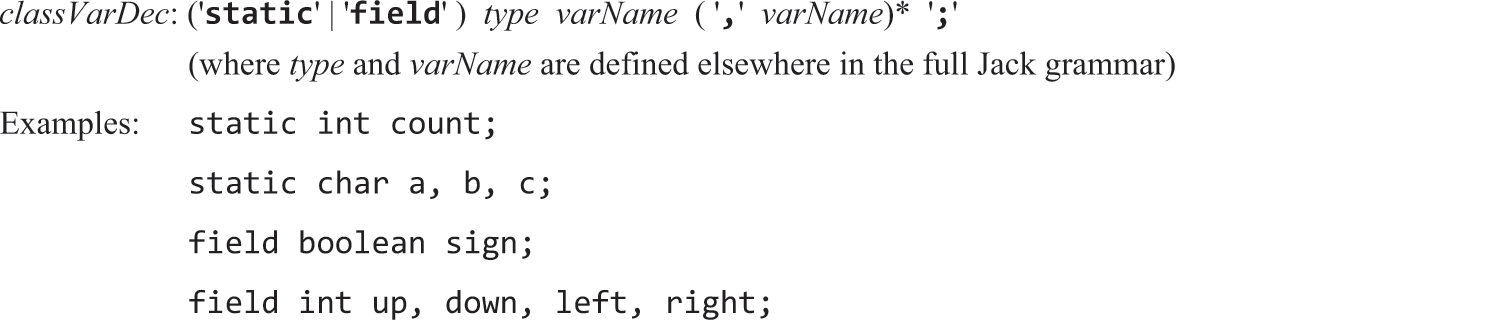 classVarDec: ('static' | 'field' ) type varName ( ',' varName)* ';'
(where type and varName are defined elsewhere in the full Jack grammar)
Examples: static int count;
static char a, b, c;
field boolean sign;
field int up, down, left, right;